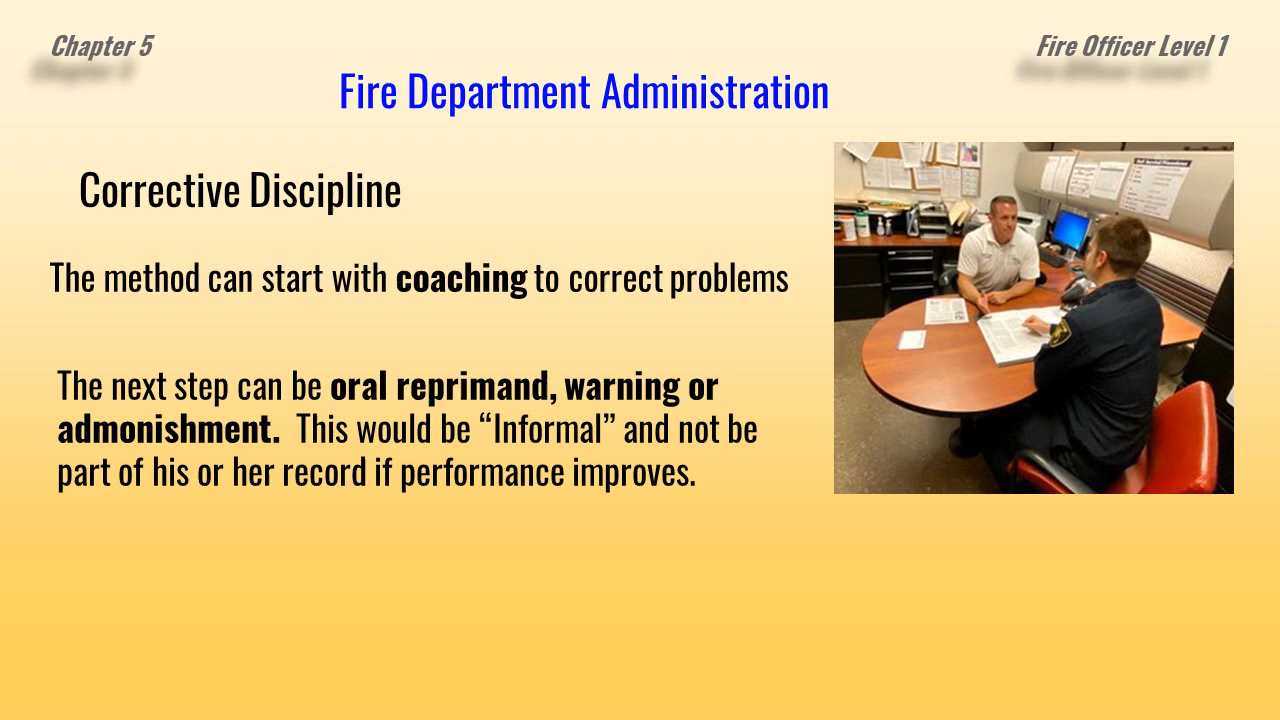 Chapter 5
Fire Officer Level 1
Fire Department Administration
Corrective Discipline
The method can start with coaching to correct problems
The next step can be oral reprimand, warning or
admonishment.  This would be “Informal” and not be
part of his or her record if performance improves.